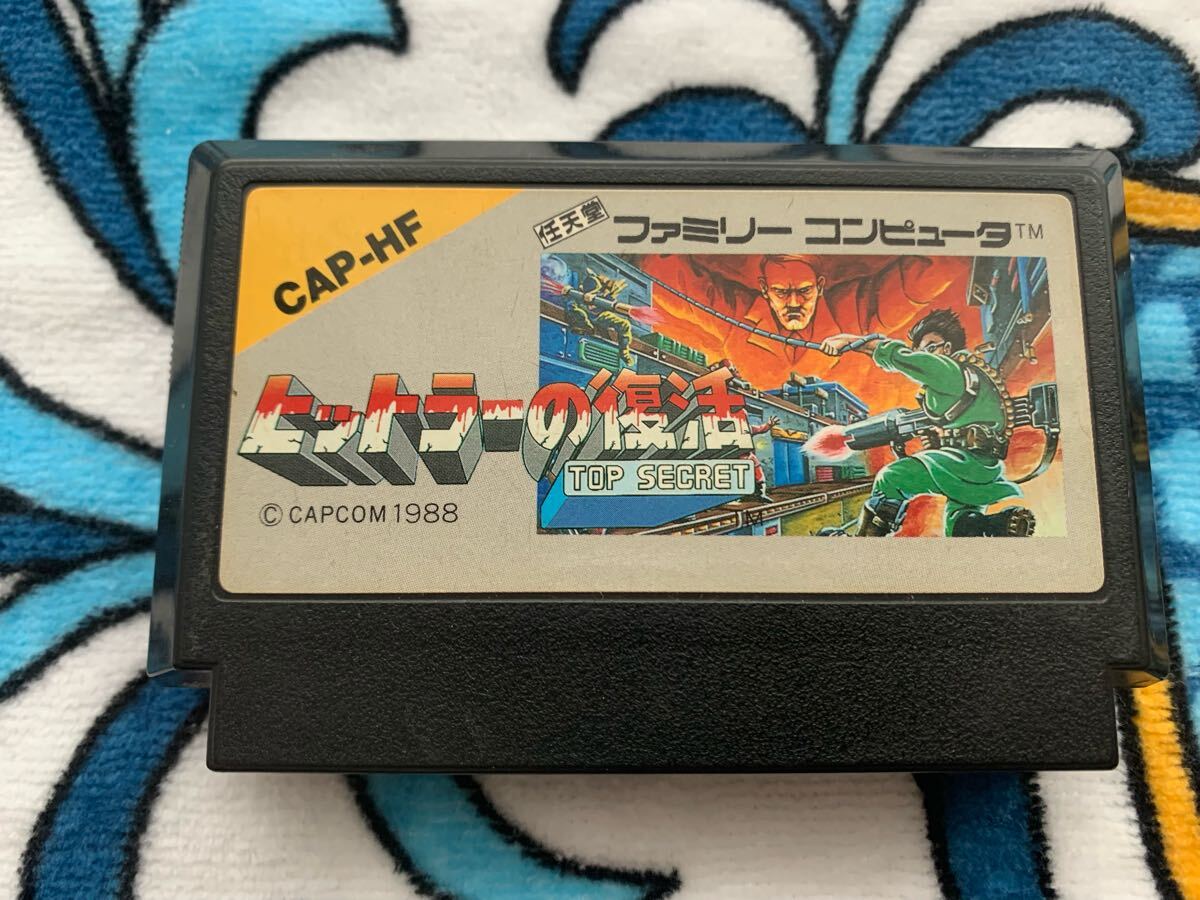 CAP-HF
任天堂 ファミリー コンピュータ™
ヒットラーの復活
TOP SECRET
©CAPCOM 1988